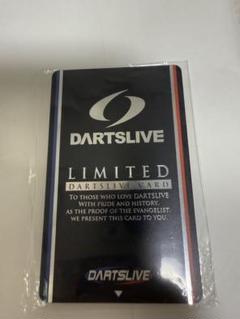 DARTSLIVE
LIMITED
DARTSLIVE CARD
TO THOSE WHO LOVE DARTSLIVE
WITH PRIDE AND HISTORY,
AS THE PROOF OF THE EVANGELIST,
WE PRESENT THIS CARD TO YOU.
DARTSLIVE